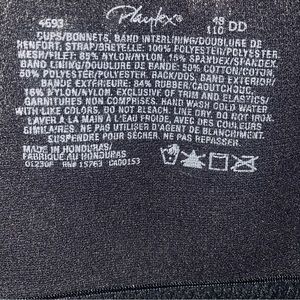 4693 Playtex® 48 DD
110
CUPS/BONNETS, BAND INTERLINING/DOUBLURE DE
RENFORT, STRAP/BRETELLE: 100% POLYESTER/POLYESTER.
MESH/FILET: 85% NYLON/NYLON, 15% SPANDEX/SPANDEX.
BAND LINING/DOUBLURE DE BANDE: 50% COTTON/COTON,
50% POLYESTER/POLYESTER. BACK/DOS, BAND EXTERIOR/
BANDE EXTERIEURE: 84% RUBBER/CAOUTCHOUC,
16% NYLON/NYLON. EXCLUSIVE OF TRIM AND ELASTICS/
GARNITURES NON COMPRISES. HAND WASH COLD WATER
WITH LIKE COLORS. DO NOT BLEACH. LINE DRY. DO NOT IRON.
LAVER A LA MAIN À L'EAU FROIDE, AVEC DES COULEURS
SIMILAIRES. NE PAS UTILISER D'AGENT DE BLANCHIMENT.
SUSPENDRE POUR SÉCHER. NE PAS REPASSER.
MADE IN HONDURAS/
FABRIQUE AU HONDURAS
RN# 15763 CA00153